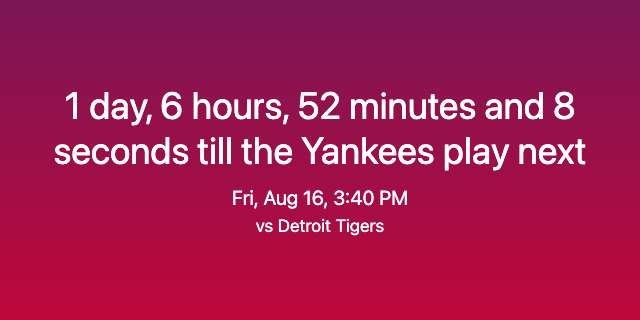 1 day, 6 hours, 52 minutes and 8
seconds till the Yankees play next
Fri, Aug 16, 3:40 PM
vs Detroit Tigers